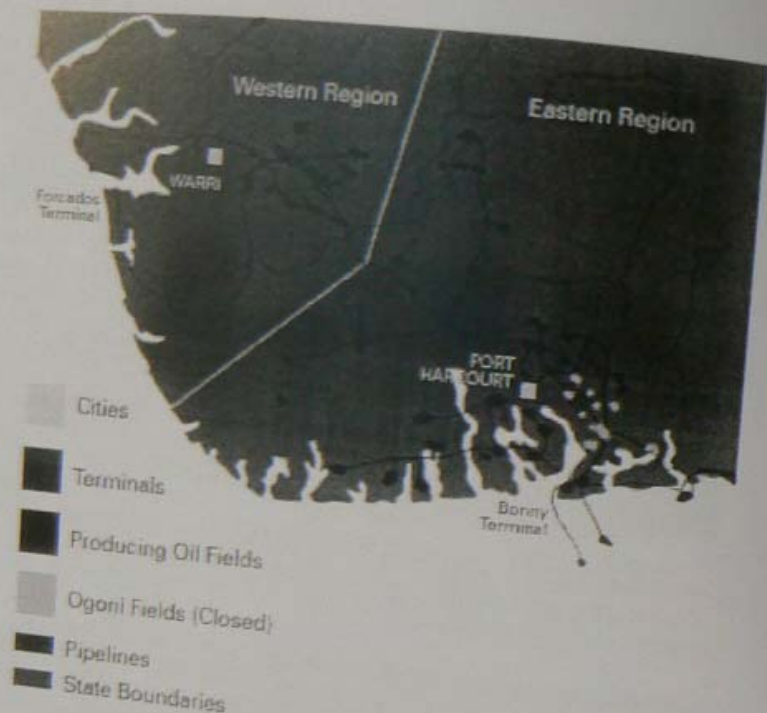 Western Region
Eastern Region
WARRI
Forcados
Terminal
PORT
HARCOURT
Bonny
Terminal
Cities
Terminals
Producing Oil Fields
Ogoni Fields (Closed)
Pipelines
State Boundaries